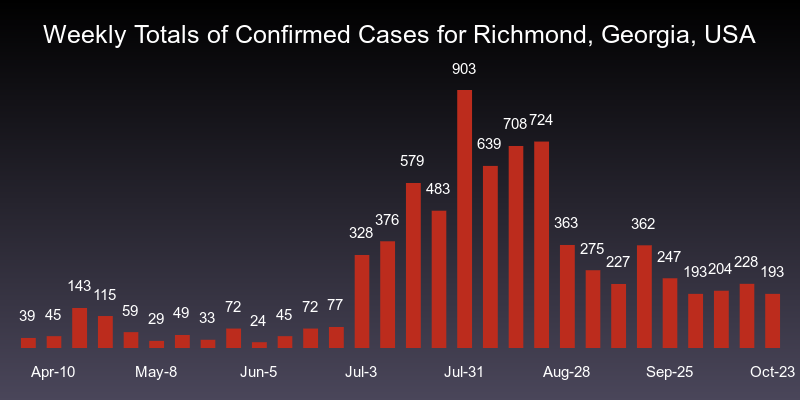 Weekly Totals of Confirmed Cases for Richmond, Georgia, USA
39 45 143 115 59 29 49 33 72 24 45 72 77 328 376 579 483 903 639 708 724 363 275 227 362 247 193 204 228 193
Apr-10 May-8 Jun-5 Jul-3 Jul-31 Aug-28 Sep-25 Oct-23